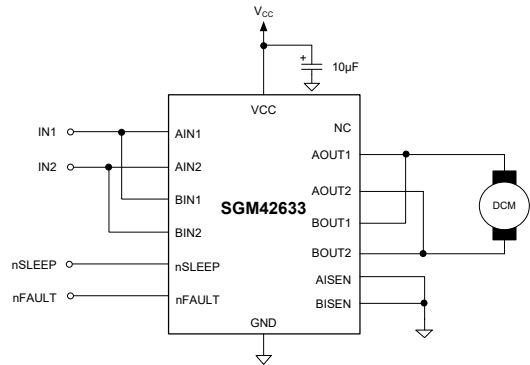 VCC
+
10μF
VCC
NC
IN1
AIN1
AOUT1
IN2
AIN2
AOUT2
DCM
BIN1
SGM42633
BOUT1
BIN2
BOUT2
nSLEEP
nSLEEP
AISEN
nFAULT
nFAULT
BISEN
GND